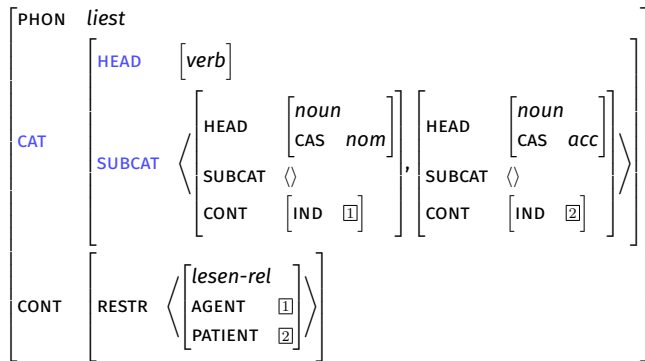 PHON liest
HEAD [verb]
CAT SUBCAT ⟨ [HEAD [noun CAS nom] SUBCAT ⟨⟩ CONT [IND 1]], [HEAD [noun CAS acc] SUBCAT ⟨⟩ CONT [IND 2]] ⟩
CONT [RESTR ⟨ [lesen-rel
AGENT 1
PATIENT 2] ⟩]